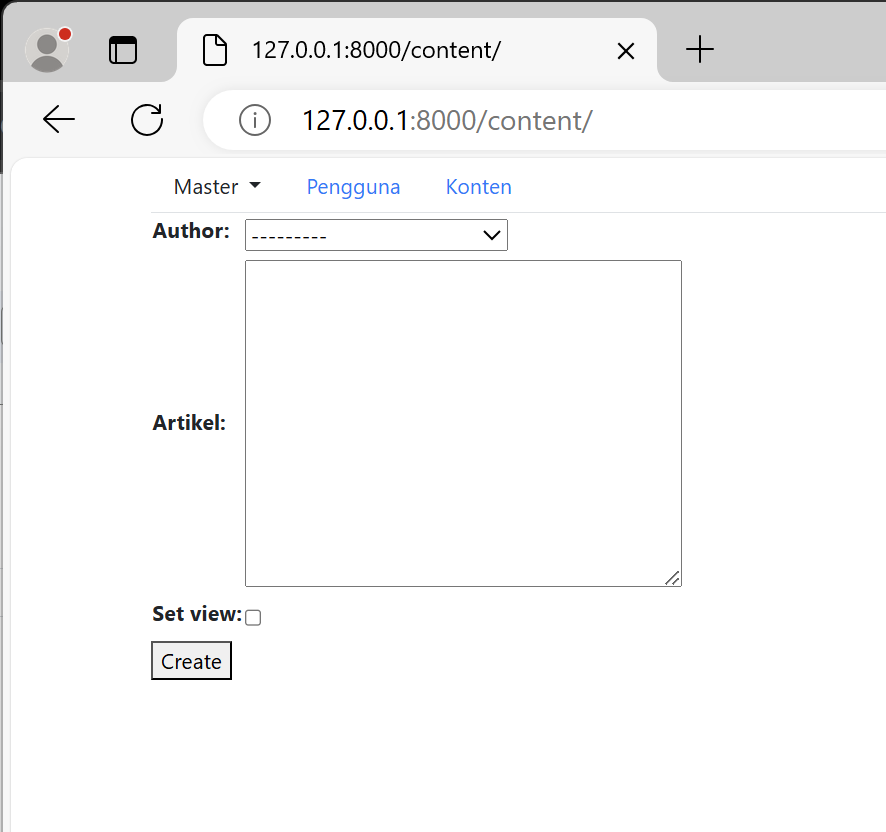 127.0.0.1:8000/content/
127.0.0.1:8000/content/
Master Pengguna Konten
Author: ---------
Artikel:
Set view:
Create